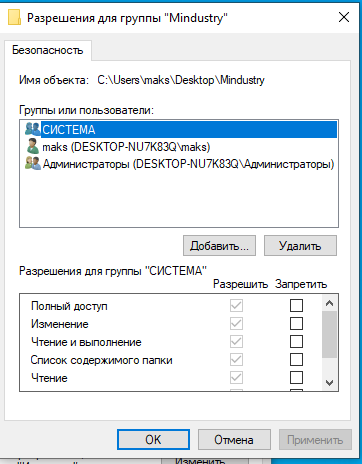 Разрешения для группы "Mindustry"
Безопасность
Имя объекта: C:\Users\maks\Desktop\Mindustry
Группы или пользователи:
СИСТЕМА
maks (DESKTOP-NU7K83Q\maks)
Администраторы (DESKTOP-NU7K83Q\Администраторы)
Добавить... Удалить
Разрешения для группы "СИСТЕМА"
Разрешить Запретить
Полный доступ
Изменение
Чтение и выполнение
Список содержимого папки
Чтение
OK Отмена Применить
Изменить...